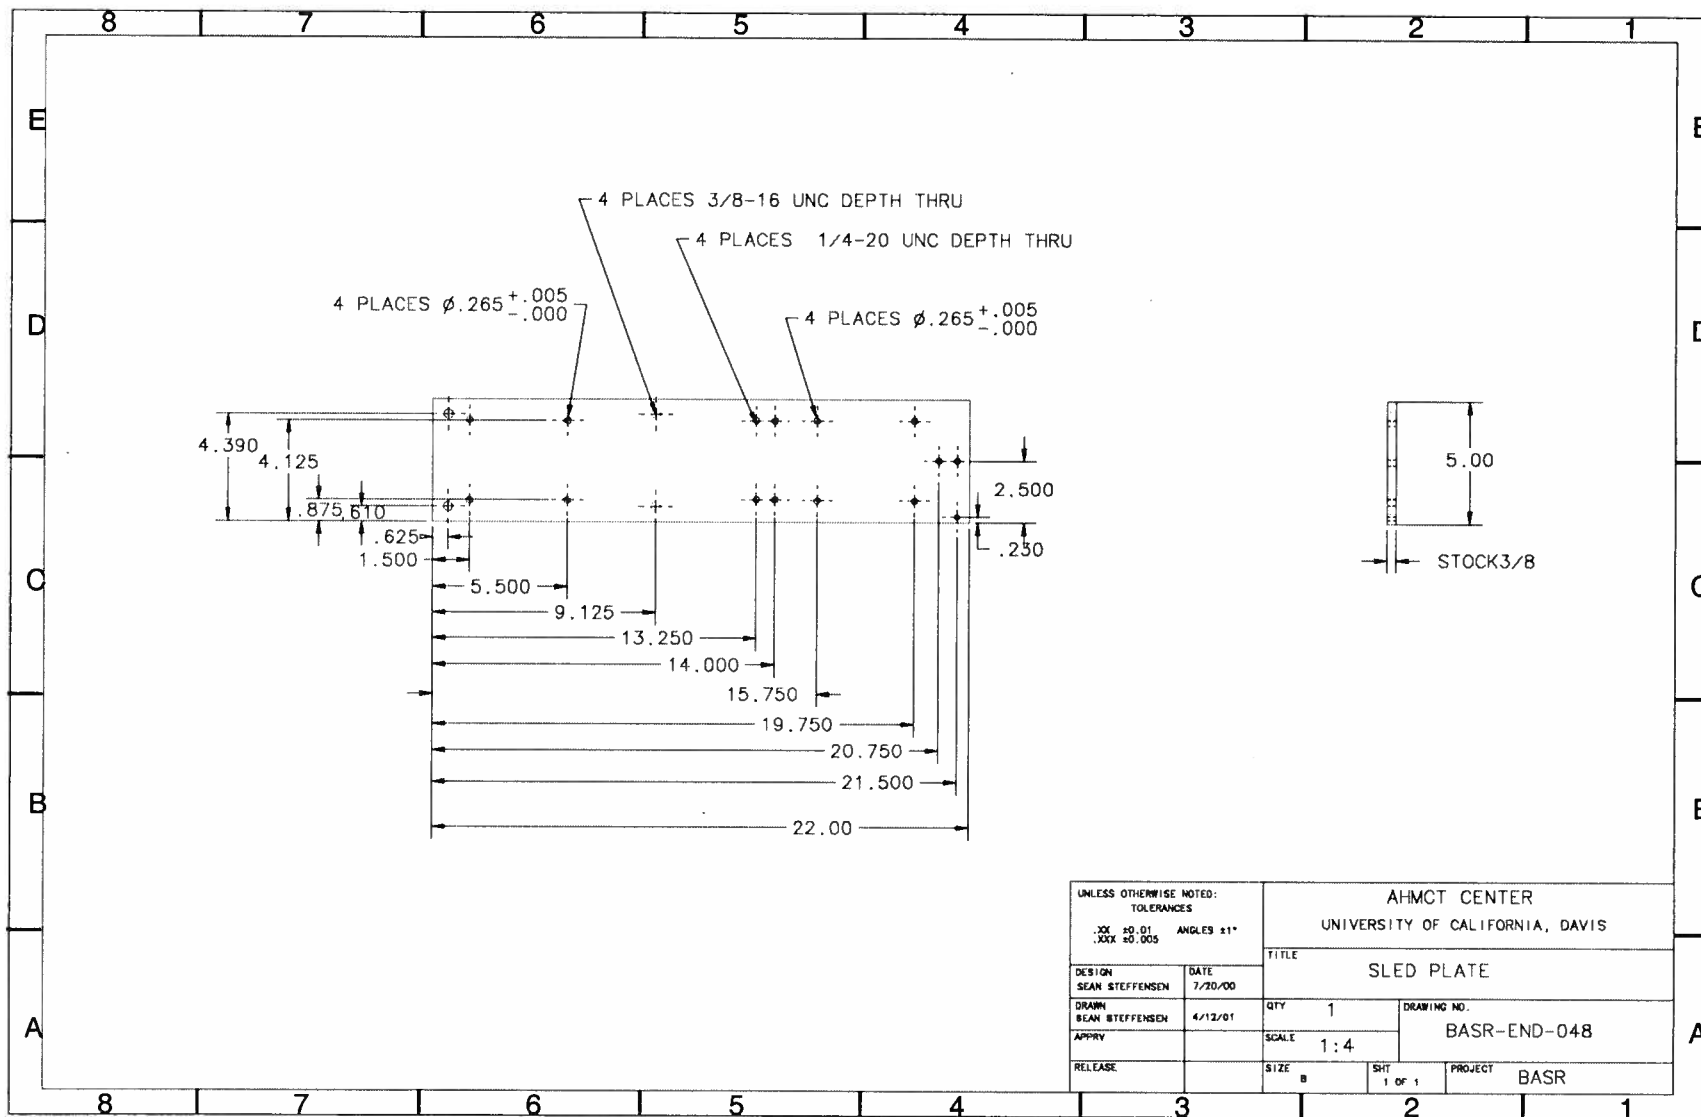 8 7 6 5 4 3 2 1
E
E
4 PLACES 3/8-16 UNC DEPTH THRU
4 PLACES 1/4-20 UNC DEPTH THRU
4 PLACES Ø.265 +.005 -.000
4 PLACES Ø.265 +.005 -.000
D
D
4.390
4.125
.875
.610
.625
1.500
5.500
9.125
13.250
14.000
15.750
19.750
20.750
21.500
22.00
2.500
.230
5.00
STOCK3/8
C
C
B
B
UNLESS OTHERWISE NOTED:
TOLERANCES
.XX ±0.01 ANGLES ±1°
.XXX ±0.005
AHMCT CENTER
UNIVERSITY OF CALIFORNIA, DAVIS
TITLE
SLED PLATE
DESIGN DATE
SEAN STEFFENSEN 7/20/00
DRAWN
SEAN STEFFENSEN 4/12/01
QTY 1
DRAWING NO.
BASR-END-048
APPRV
SCALE 1:4
RELEASE
SIZE B
SHT 1 OF 1
PROJECT BASR
A
A
8 7 6 5 4 3 2 1